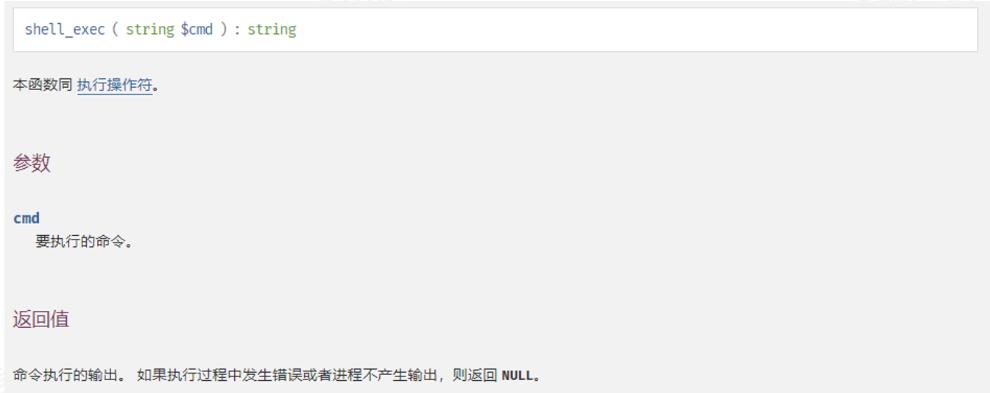 shell_exec ( string $cmd ) : string
本函数同 执行操作符。
参数
cmd
要执行的命令。
返回值
命令执行的输出。 如果执行过程中发生错误或者进程不产生输出，则返回 NULL。